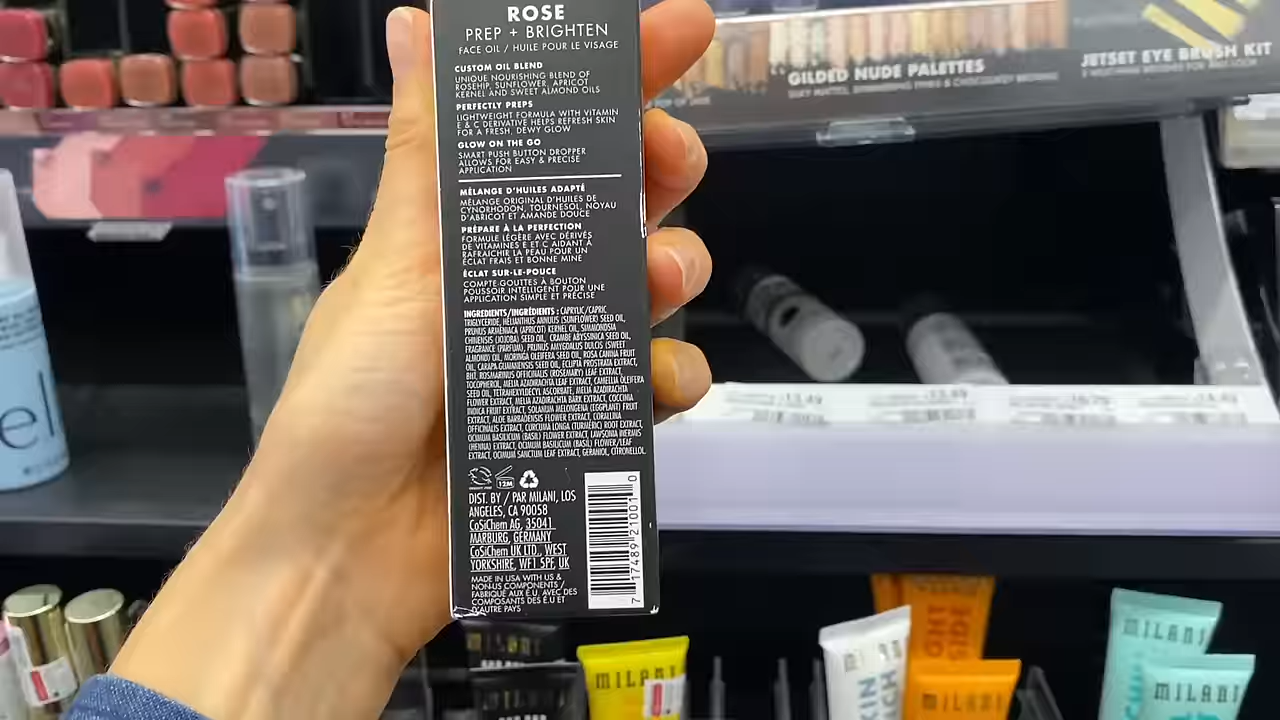 ROSE
PREP + BRIGHTEN
FACE OIL / HUILE POUR LE VISAGE
CUSTOM OIL BLEND
UNIQUE NOURISHING BLEND OF
ROSEHIP, SUNFLOWER, APRICOT
KERNEL AND SWEET ALMOND OILS
PERFECTLY PREPS
LIGHTWEIGHT FORMULA WITH VITAMIN
E & C DERIVATIVE HELPS REFRESH SKIN
FOR A FRESH, DEWY GLOW
GLOW ON THE GO
SMART PUSH BUTTON DROPPER
ALLOWS FOR EASY & PRECISE
APPLICATION
MÉLANGE D'HUILES ADAPTÉ
MÉLANGE ORIGINAL D'HUILES DE
CYNORHODON, TOURNESOL, NOYAU
D'ABRICOT ET AMANDE DOUCE
PRÉPARE À LA PERFECTION
FORMULE LÉGÈRE AVEC DÉRIVÉS
DE VITAMINES E ET C AIDANT À
RAFRAÎCHIR LA PEAU POUR UN
ÉCLAT FRAIS ET BONNE MINE
ÉCLAT SUR-LE-POUCE
COMPTE-GOUTTES À BOUTON
POUSSOIR INTELLIGENT POUR UNE
APPLICATION SIMPLE ET PRÉCISE
INGREDIENTS/INGRÉDIENTS : CAPRYLIC/CAPRIC
TRIGLYCERIDE, HELIANTHUS ANNUUS (SUNFLOWER) SEED OIL,
PRUNUS ARMENIACA (APRICOT) KERNEL OIL, SIMMONDSIA
CHINENSIS (JOJOBA) SEED OIL, CRAMBE ABYSSINICA SEED OIL,
FRAGRANCE (PARFUM), PRUNUS AMYGDALUS DULCIS (SWEET
ALMOND) OIL, MORINGA OLEIFERA SEED OIL, ROSA CANINA FRUIT
OIL, CARAPA GUAIANENSIS SEED OIL, ECLIPTA PROSTRATA EXTRACT,
BHT, ROSMARINUS OFFICINALIS (ROSEMARY) LEAF EXTRACT,
TOCOPHEROL, MELIA AZADIRACHTA LEAF EXTRACT, CAMELLIA OLEIFERA
SEED OIL, TETRAHEXYLDECYL ASCORBATE, MELIA AZADIRACHTA
FLOWER EXTRACT, MELIA AZADIRACHTA BARK EXTRACT, COCCINIA
INDICA FRUIT EXTRACT, SOLANUM MELONGENA (EGGPLANT) FRUIT
EXTRACT, ALOE BARBADENSIS FLOWER EXTRACT, CORALLINA
OFFICINALIS EXTRACT, CURCUMA LONGA (TURMERIC) ROOT EXTRACT,
OCIMUM BASILICUM (BASIL) FLOWER EXTRACT, LAWSONIA INERMIS
(HENNA) EXTRACT, OCIMUM BASILICUM (BASIL) FLOWER/LEAF
EXTRACT, OCIMUM SANCTUM LEAF EXTRACT, GERANIOL, CITRONELLOL.
12M
DIST. BY / PAR MILANI, LOS
ANGELES, CA 90058
CoSiChem AG, 35041
MARBURG, GERMANY
CoSiChem UK LTD., WEST
YORKSHIRE, WF1 5PF, UK
MADE IN USA WITH US &
NON-US COMPONENTS /
FABRIQUÉ AUX É.U. AVEC DES
COMPOSANTS DES É.U ET
D'AUTRE PAYS
7 17489 21001 0
GILDED NUDE PALETTES
JETSET EYE BRUSH KIT
el
MILANI
MILANI
MILANI
MILANI